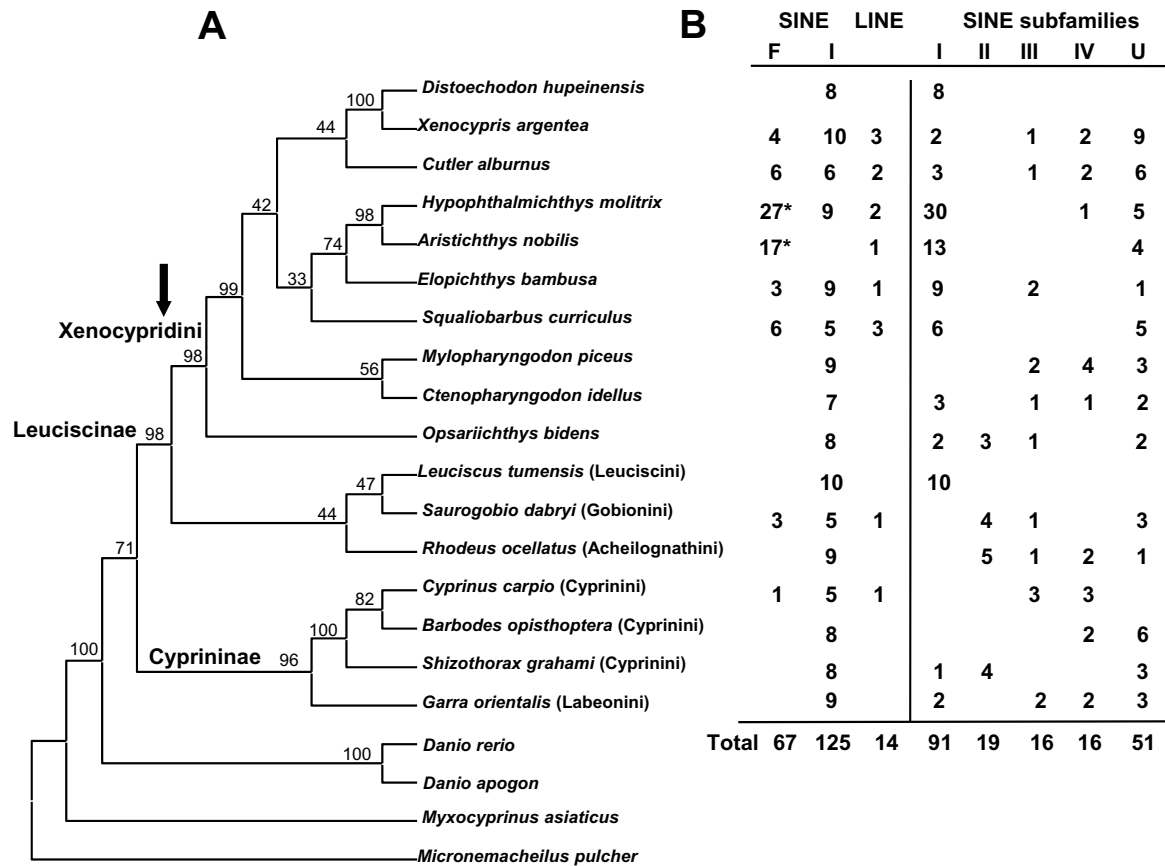 A
B SINE LINE SINE subfamilies
F I I II III IV U
100 Distoechodon hupeinensis 8 8
44 Xenocypris argentea 4 10 3 2 1 2 9
Cutler alburnus 6 6 2 3 1 2 6
42 98 Hypophthalmichthys molitrix 27* 9 2 30 1 5
74 Aristichthys nobilis 17* 1 13 4
99 33 Elopichthys bambusa 3 9 1 9 2 1
Xenocypridini Squaliobarbus curriculus 6 5 3 6 5
98 56 Mylopharyngodon piceus 9 2 4 3
Ctenopharyngodon idellus 7 3 1 1 2
Leuciscinae 98 Opsariichthys bidens 8 2 3 1 2
47 Leuciscus tumensis (Leuciscini) 10 10
44 Saurogobio dabryi (Gobionini) 3 5 1 4 1 3
71 Rhodeus ocellatus (Acheilognathini) 9 5 1 2 1
82 Cyprinus carpio (Cyprinini) 1 5 1 3 3
100 100 Barbodes opisthoptera (Cyprinini) 8 2 6
Cyprininae 96 Shizothorax grahami (Cyprinini) 8 1 4 3
Garra orientalis (Labeonini) 9 2 2 2 3
100 Danio rerio Total 67 125 14 91 19 16 16 51
Danio apogon
Myxocyprinus asiaticus
Micronemacheilus pulcher